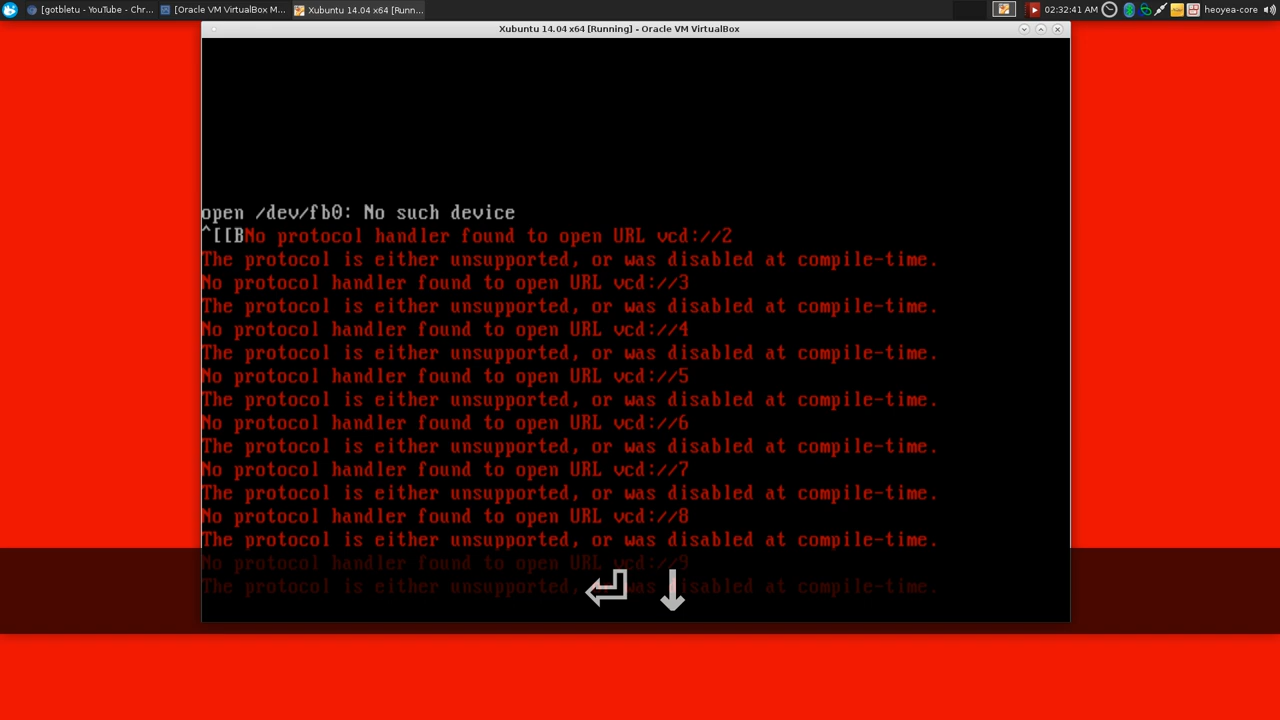 [gotbletu - YouTube - Chr...
[Oracle VM VirtualBox M...
Xubuntu 14.04 x64 [Runn...
02:32:41 AM
heoyea-core
Xubuntu 14.04 x64 [Running] - Oracle VM VirtualBox
open /dev/fb0: No such device
^[[BNo protocol handler found to open URL vcd://2
The protocol is either unsupported, or was disabled at compile-time.
No protocol handler found to open URL vcd://3
The protocol is either unsupported, or was disabled at compile-time.
No protocol handler found to open URL vcd://4
The protocol is either unsupported, or was disabled at compile-time.
No protocol handler found to open URL vcd://5
The protocol is either unsupported, or was disabled at compile-time.
No protocol handler found to open URL vcd://6
The protocol is either unsupported, or was disabled at compile-time.
No protocol handler found to open URL vcd://7
The protocol is either unsupported, or was disabled at compile-time.
No protocol handler found to open URL vcd://8
The protocol is either unsupported, or was disabled at compile-time.
No protocol handler found to open URL vcd://9
The protocol is either unsupported, or was disabled at compile-time.